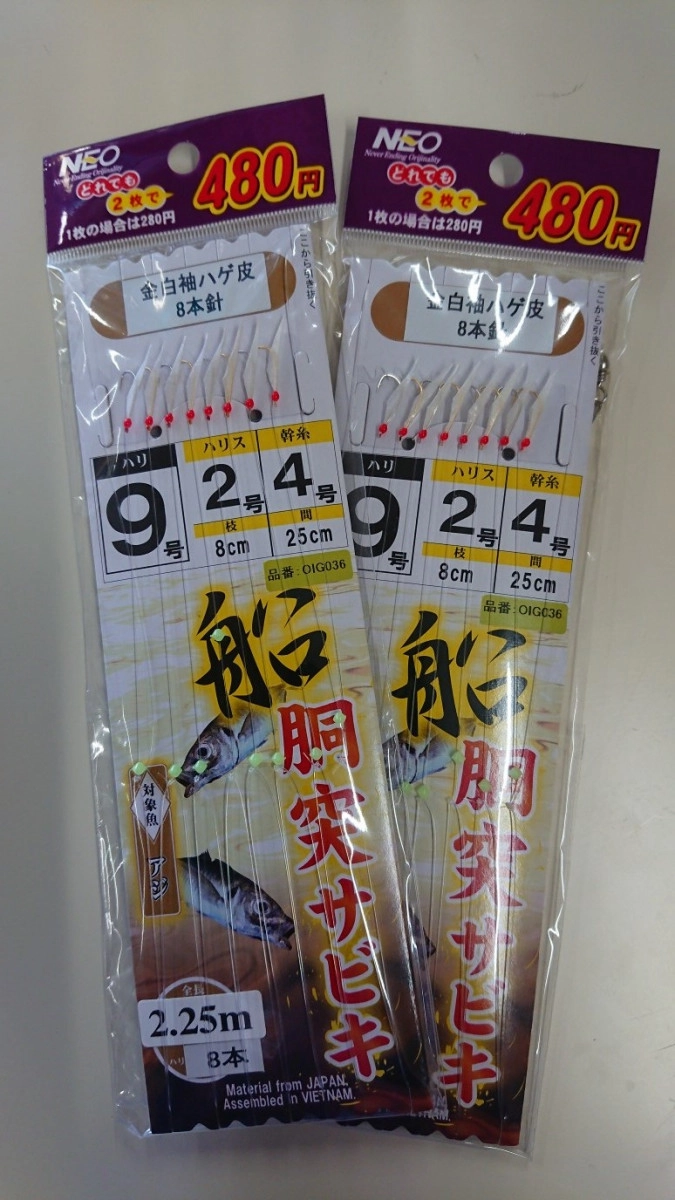 NEO
Never Ending Originality
どれでも
2枚で
480円
1枚の場合は280円
ここから引き抜く
金白袖ハゲ皮
8本針
ハリ
9号
ハリス
2号
枝
8cm
幹糸
4号
間
25cm
品番:OIG036
船
胴突サビキ
対象魚
アジ
全長
2.25m
ハリ
8本
Material from JAPAN.
Assembled in VIETNAM.
NEO
Never Ending Originality
どれでも
2枚で
480円
1枚の場合は280円
ここから引き抜く
金白袖ハゲ皮
8本針
ハリ
9号
ハリス
2号
枝
8cm
幹糸
4号
間
25cm
品番:OIG036
船
胴突サビキ